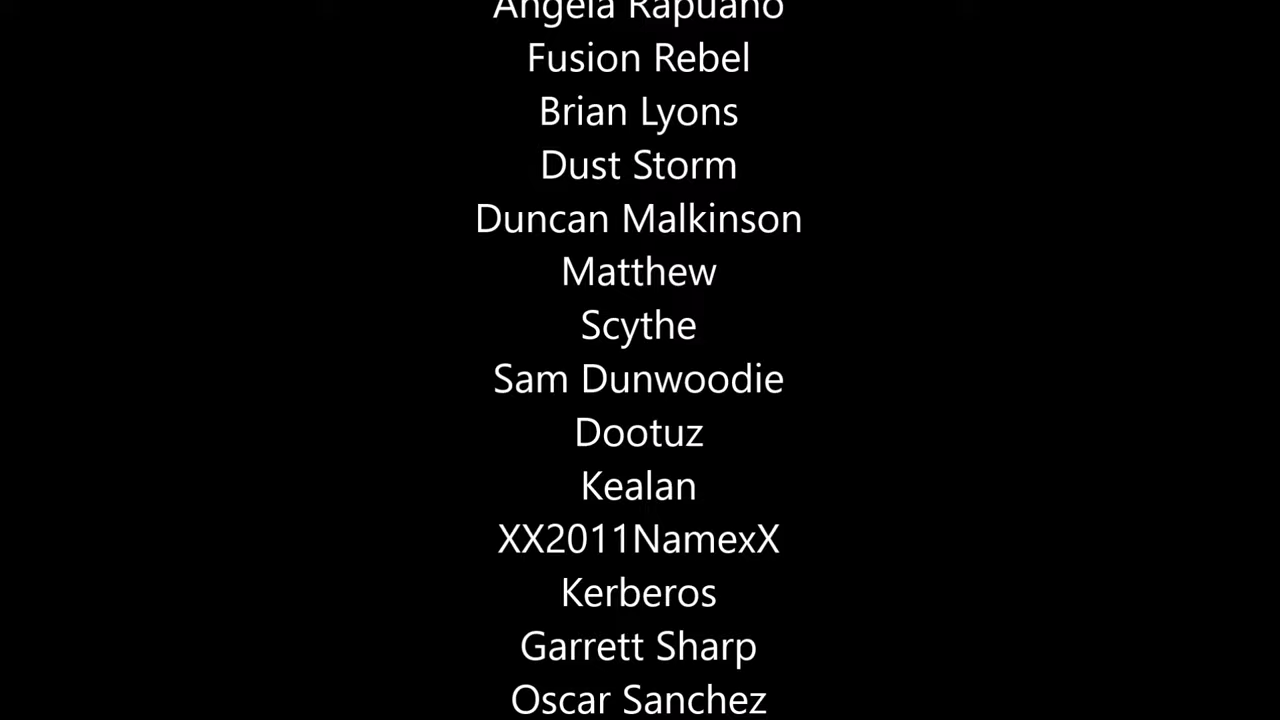 Angela Rapuano
Fusion Rebel
Brian Lyons
Dust Storm
Duncan Malkinson
Matthew
Scythe
Sam Dunwoodie
Dootuz
Kealan
XX2011NamexX
Kerberos
Garrett Sharp
Oscar Sanchez